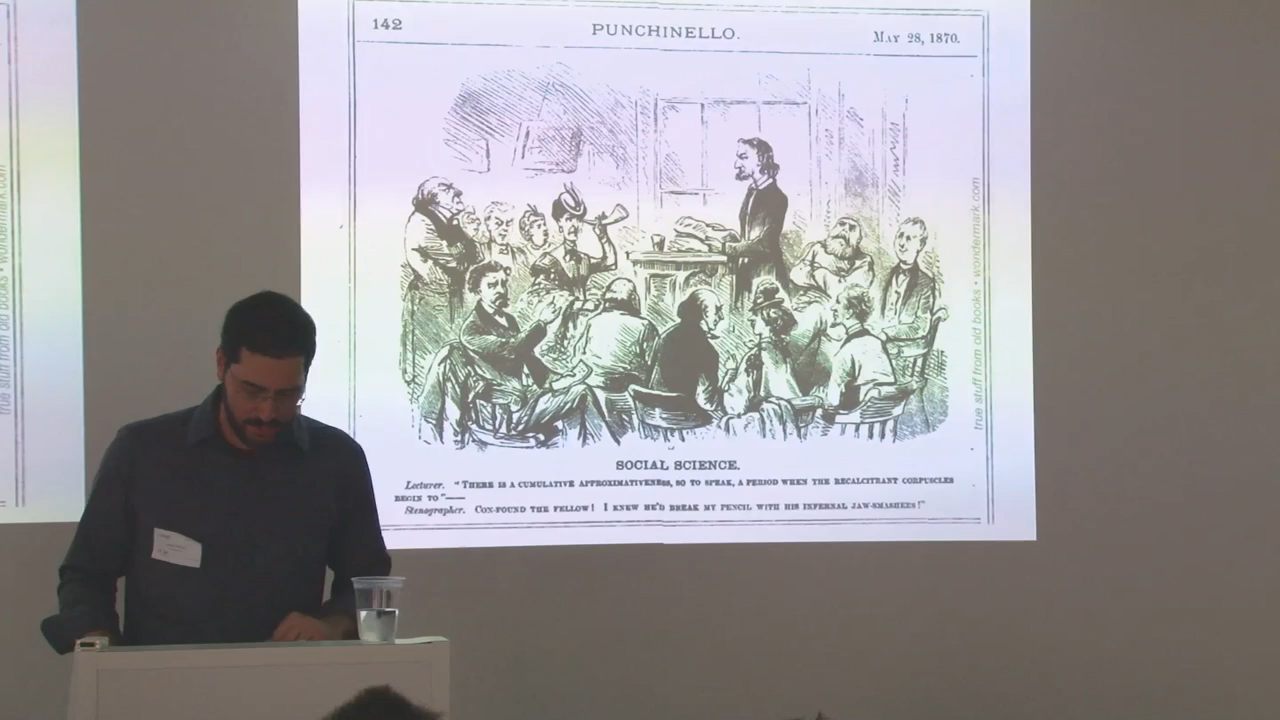 142 PUNCHINELLO. MAY 28, 1870.
SOCIAL SCIENCE.
Lecturer. "THERE IS A CUMULATIVE APPROXIMATIVENESS, SO TO SPEAK, A PERIOD WHEN THE RECALCITRANT CORPUSCLES
BEGIN TO"——
Stenographer. CON-FOUND THE FELLOW! I KNEW HE'D BREAK MY PENCIL WITH HIS INFERNAL JAW-SMASHERS!"
true stuff from old books • wondermark.com
true stuff from old books • wondermark.com